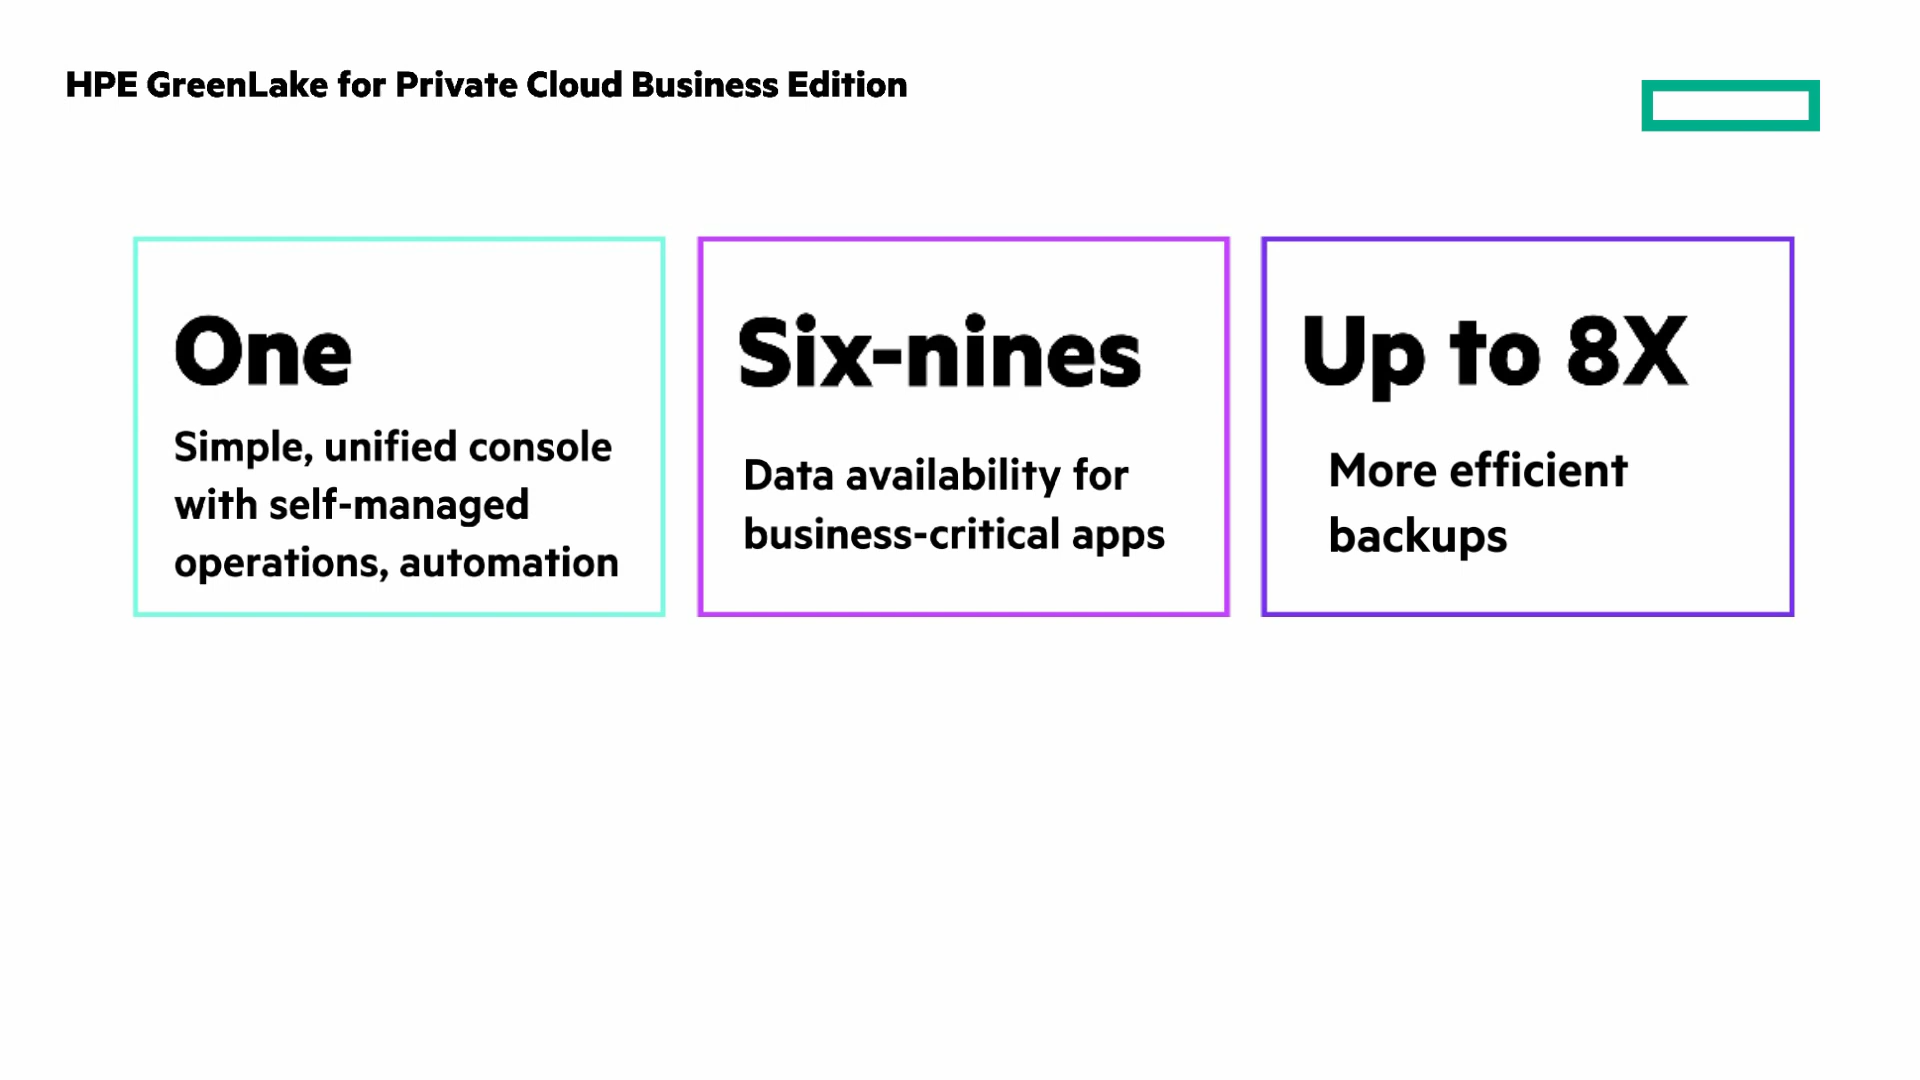 HPE GreenLake for Private Cloud Business Edition
One
Simple, unified console
with self-managed
operations, automation
Six-nines
Data availability for
business-critical apps
Up to 8X
More efficient
backups